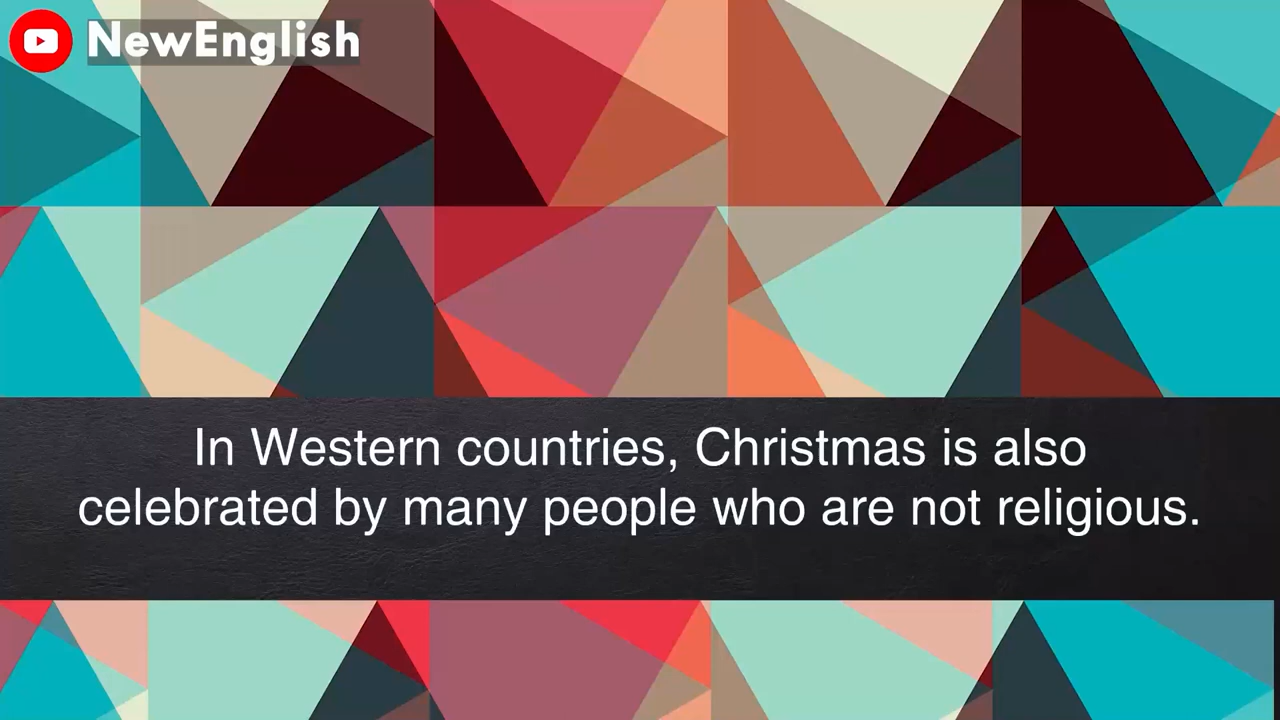 NewEnglish
In Western countries, Christmas is also
celebrated by many people who are not religious.